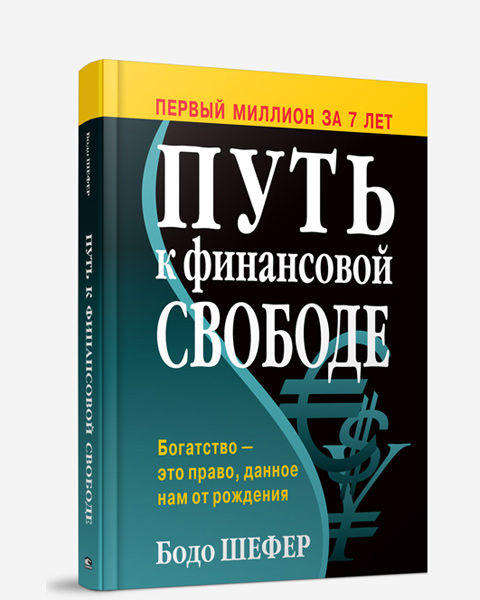 ПЕРВЫЙ МИЛЛИОН ЗА 7 ЛЕТ
ПУТЬ
к финансовой
СВОБОДЕ
Богатство –
это право, данное
нам от рождения
Бодо ШЕФЕР
Бодо ШЕФЕР
ПУТЬ К ФИНАНСОВОЙ СВОБОДЕ